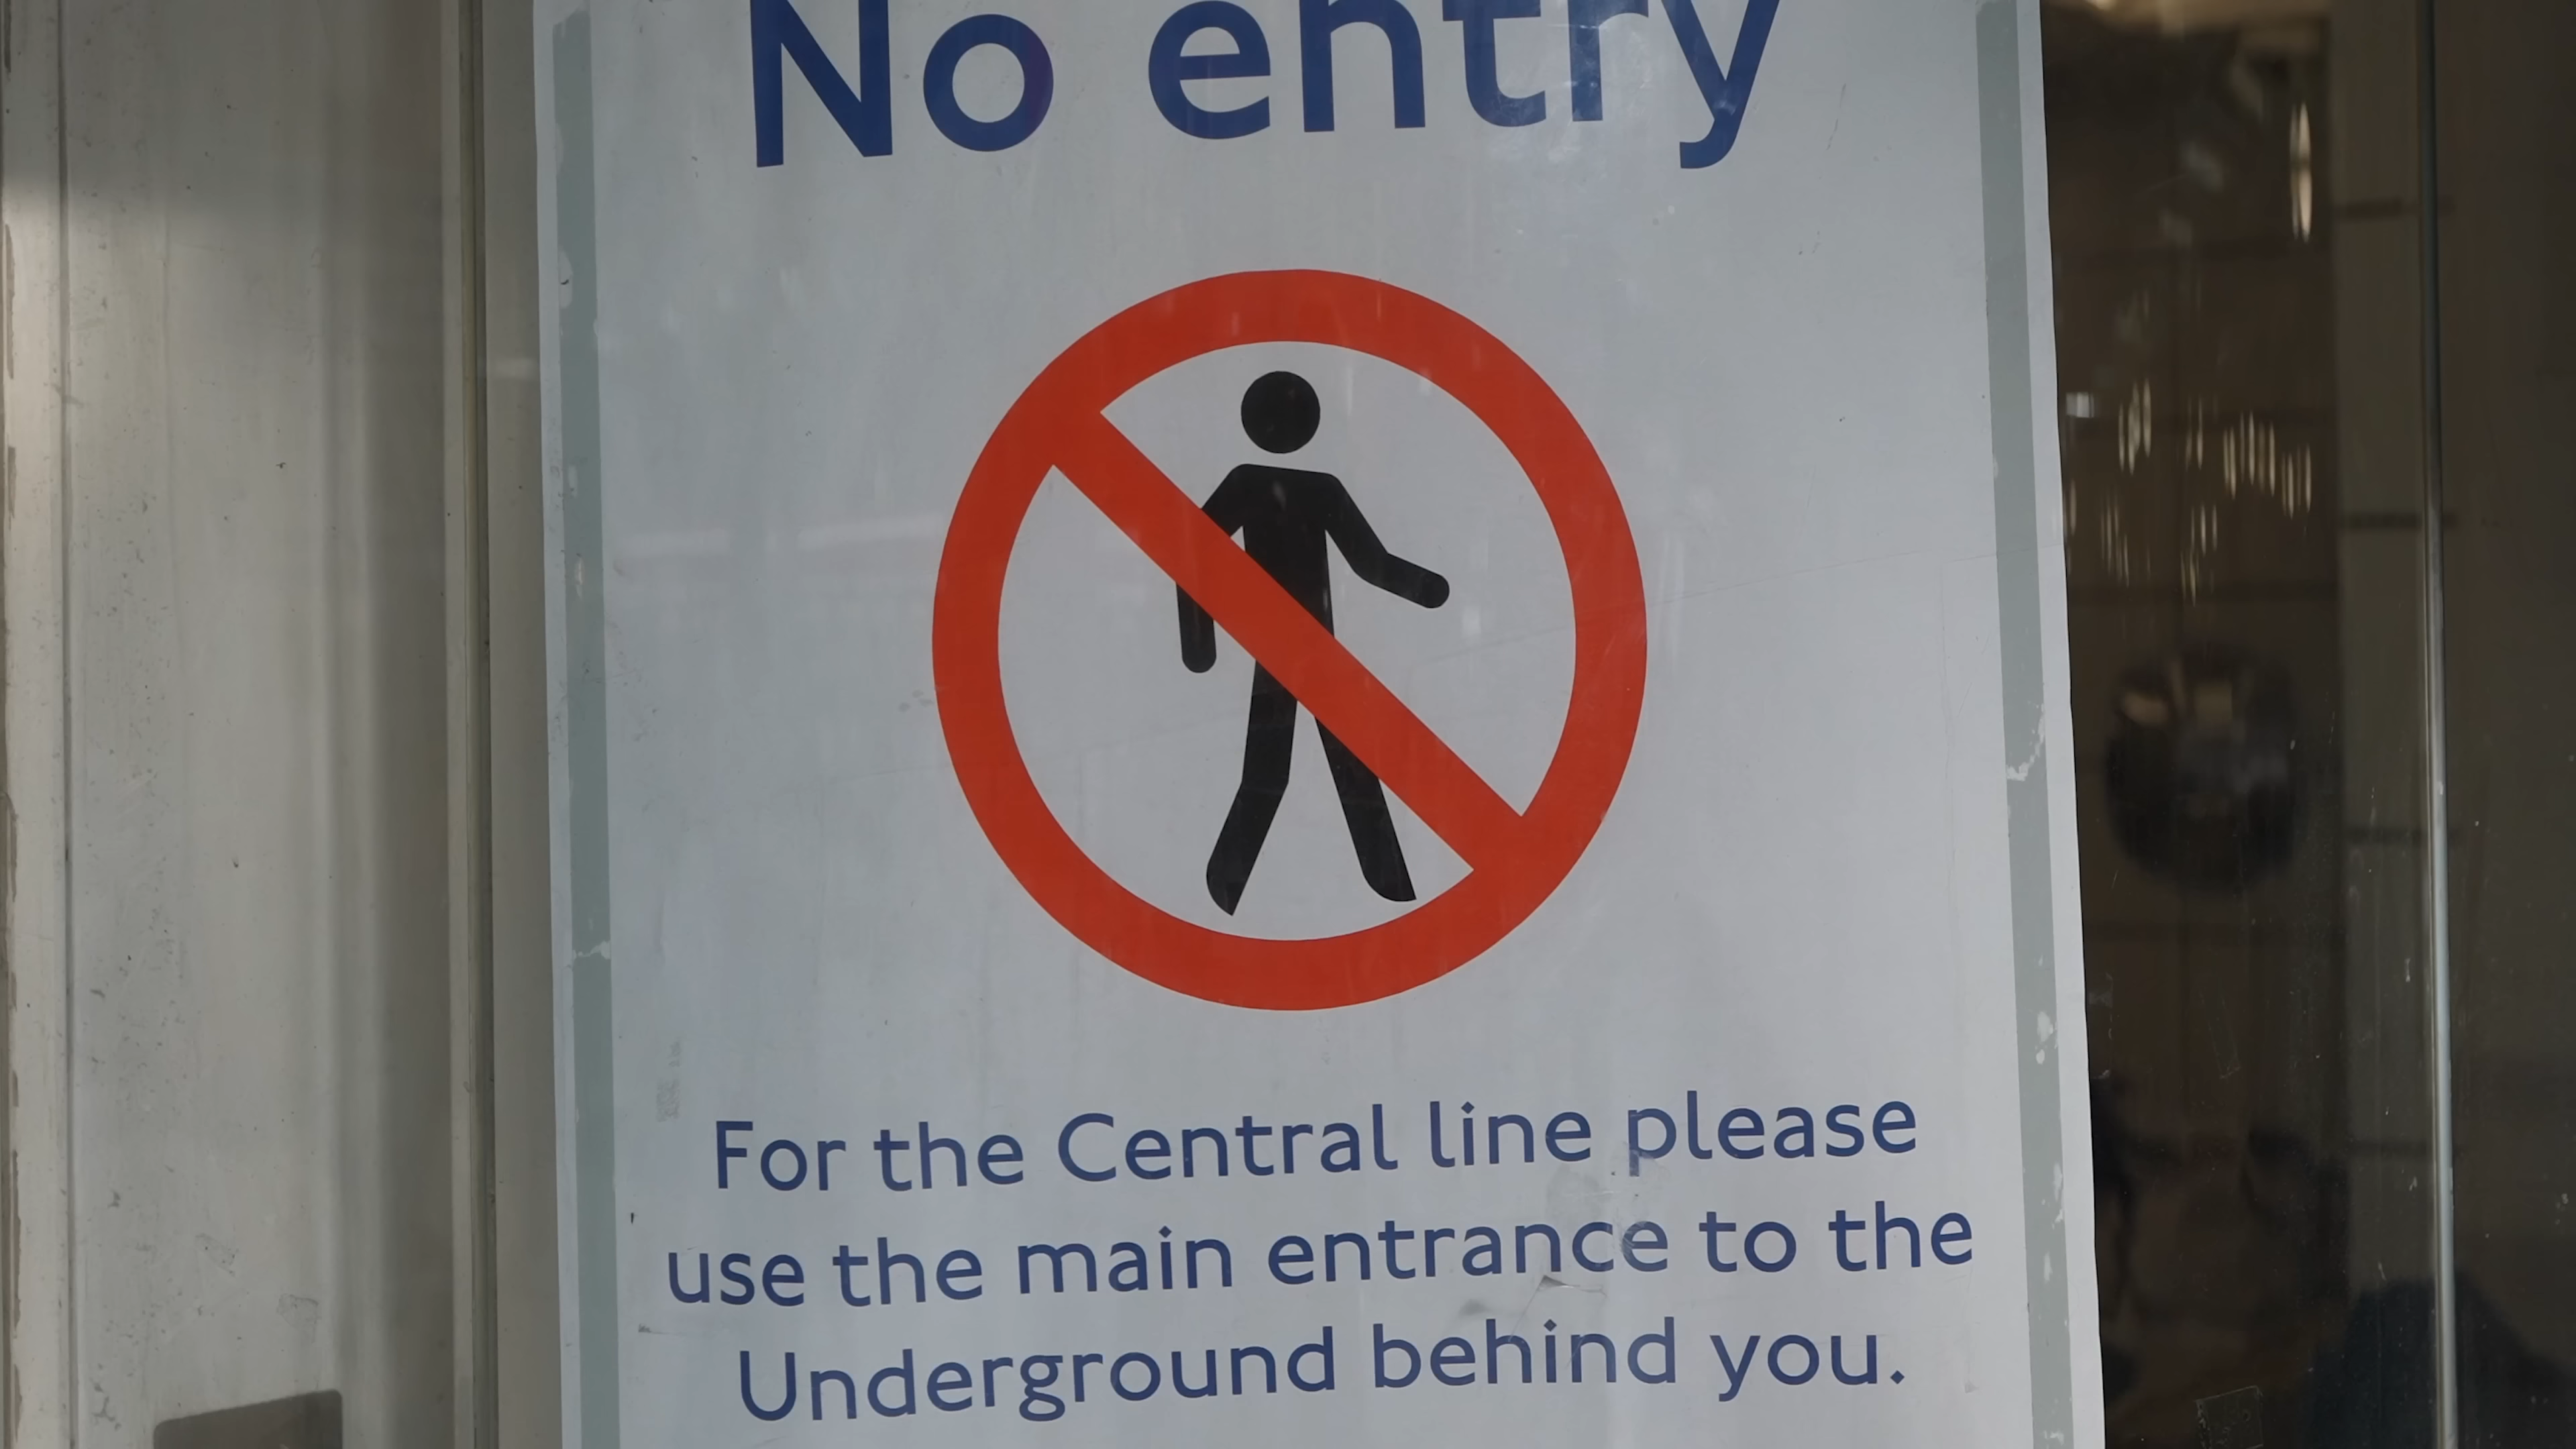 No entry
For the Central line please
use the main entrance to the
Underground behind you.